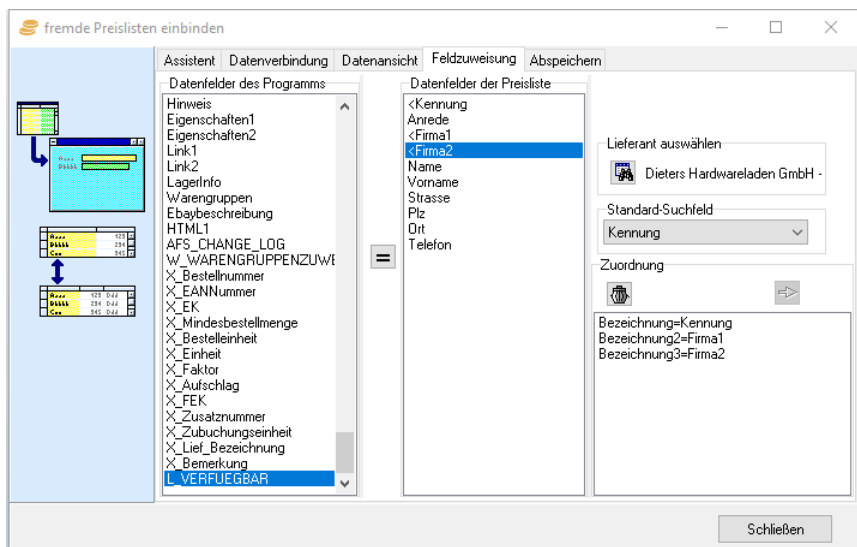 fremde Preislisten einbinden
Assistent Datenverbindung Datenansicht Feldzuweisung Abspeichern
Datenfelder des Programms
Hinweis
Eigenschaften1
Eigenschaften2
Link1
Link2
LagerInfo
Warengruppen
Ebaybeschreibung
HTML1
AFS_CHANGE_LOG
W_WARENGRUPPENZUWE
X_Bestellnummer
X_EANNummer
X_EK
X_Mindesbestellmenge
X_Bestelleinheit
X_Einheit
X_Faktor
X_Aufschlag
X_FEK
X_Zusatznummer
X_Zubuchungseinheit
X_Lief_Bezeichnung
X_Bemerkung
L_VERFUEGBAR
=
Datenfelder der Preisliste
<Kennung
Anrede
<Firma1
<Firma2
Name
Vorname
Strasse
Plz
Ort
Telefon
Lieferant auswählen
Dieters Hardwareladen GmbH -
Standard-Suchfeld
Kennung
Zuordnung
Bezeichnung=Kennung
Bezeichnung2=Firma1
Bezeichnung3=Firma2
Schließen